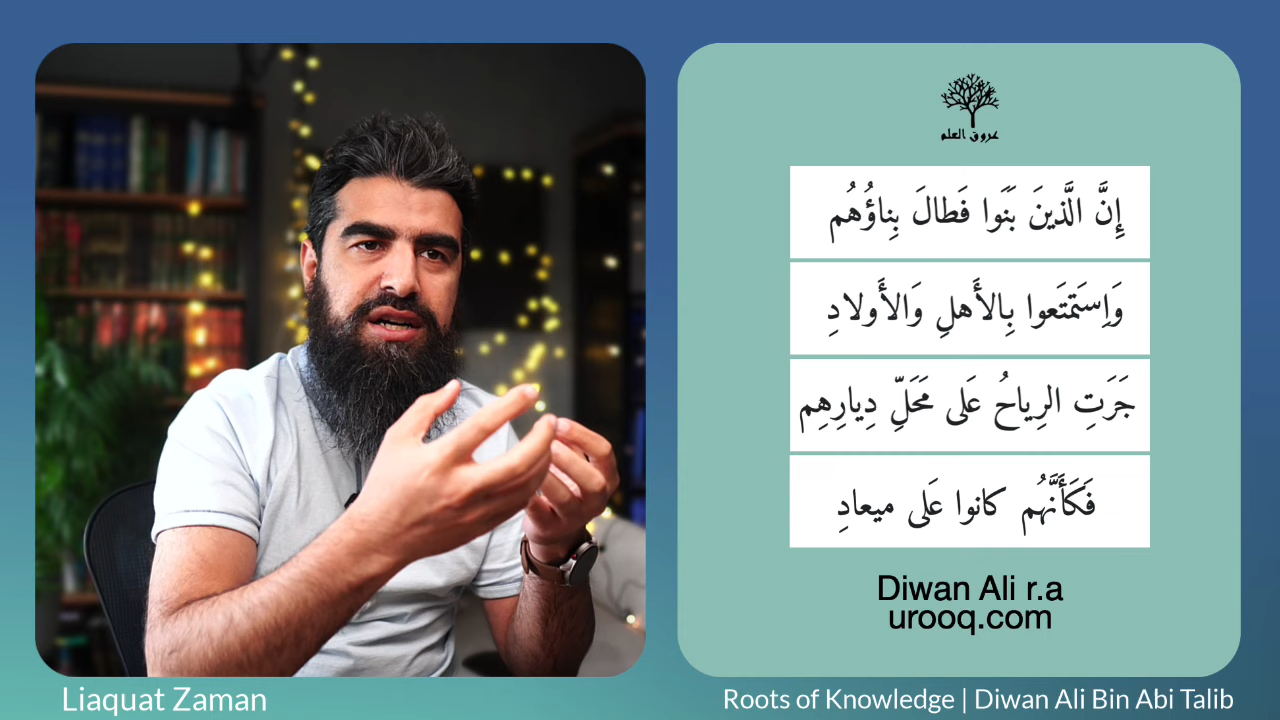 عروق العلم
إِنَّ الَّذينَ بَنَوا فَطالَ بِناؤُهُم
وَاِستَمتَعوا بِالأَهلِ وَالأَولادِ
جَرَتِ الرِياحُ عَلى مَحَلِّ دِيارِهِم
فَكَأَنَّهُم كانوا عَلى ميعادِ
Diwan Ali r.a
urooq.com
Liaquat Zaman
Roots of Knowledge | Diwan Ali Bin Abi Talib